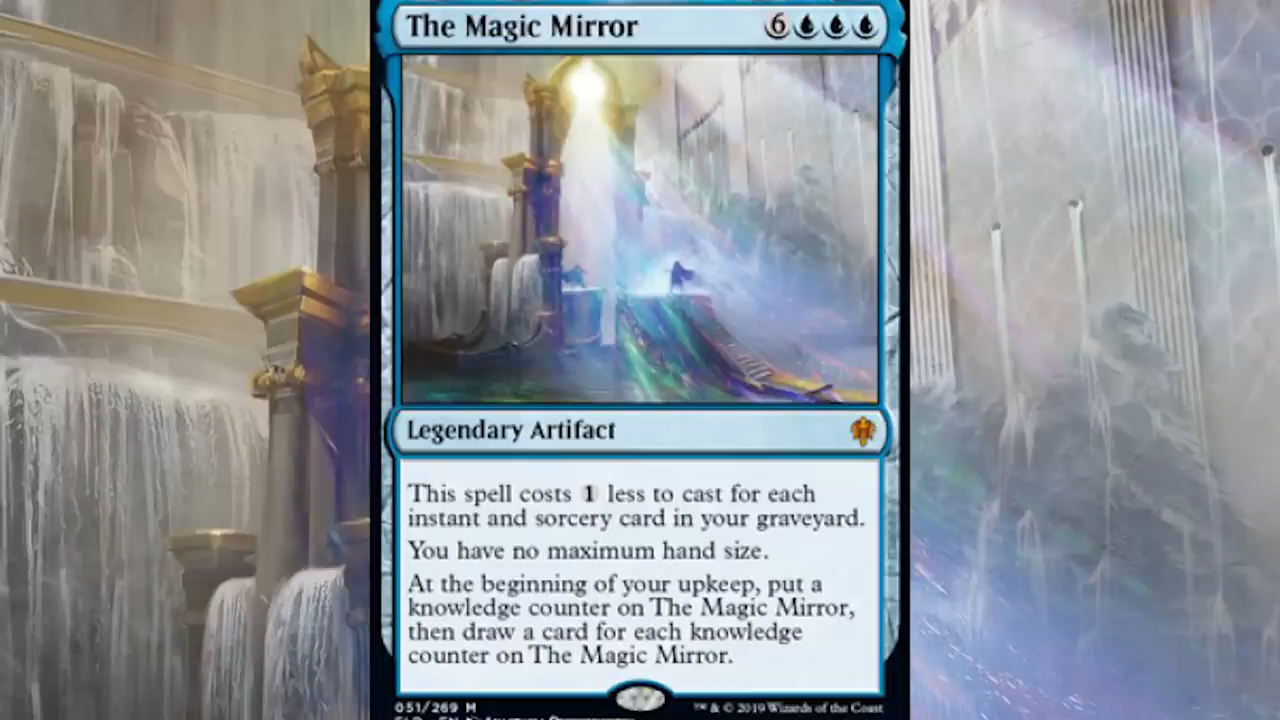 The Magic Mirror 6
Legendary Artifact
This spell costs 1 less to cast for each
instant and sorcery card in your graveyard.
You have no maximum hand size.
At the beginning of your upkeep, put a
knowledge counter on The Magic Mirror,
then draw a card for each knowledge
counter on The Magic Mirror.
051/269 M
™ & © 2019 Wizards of the Coast